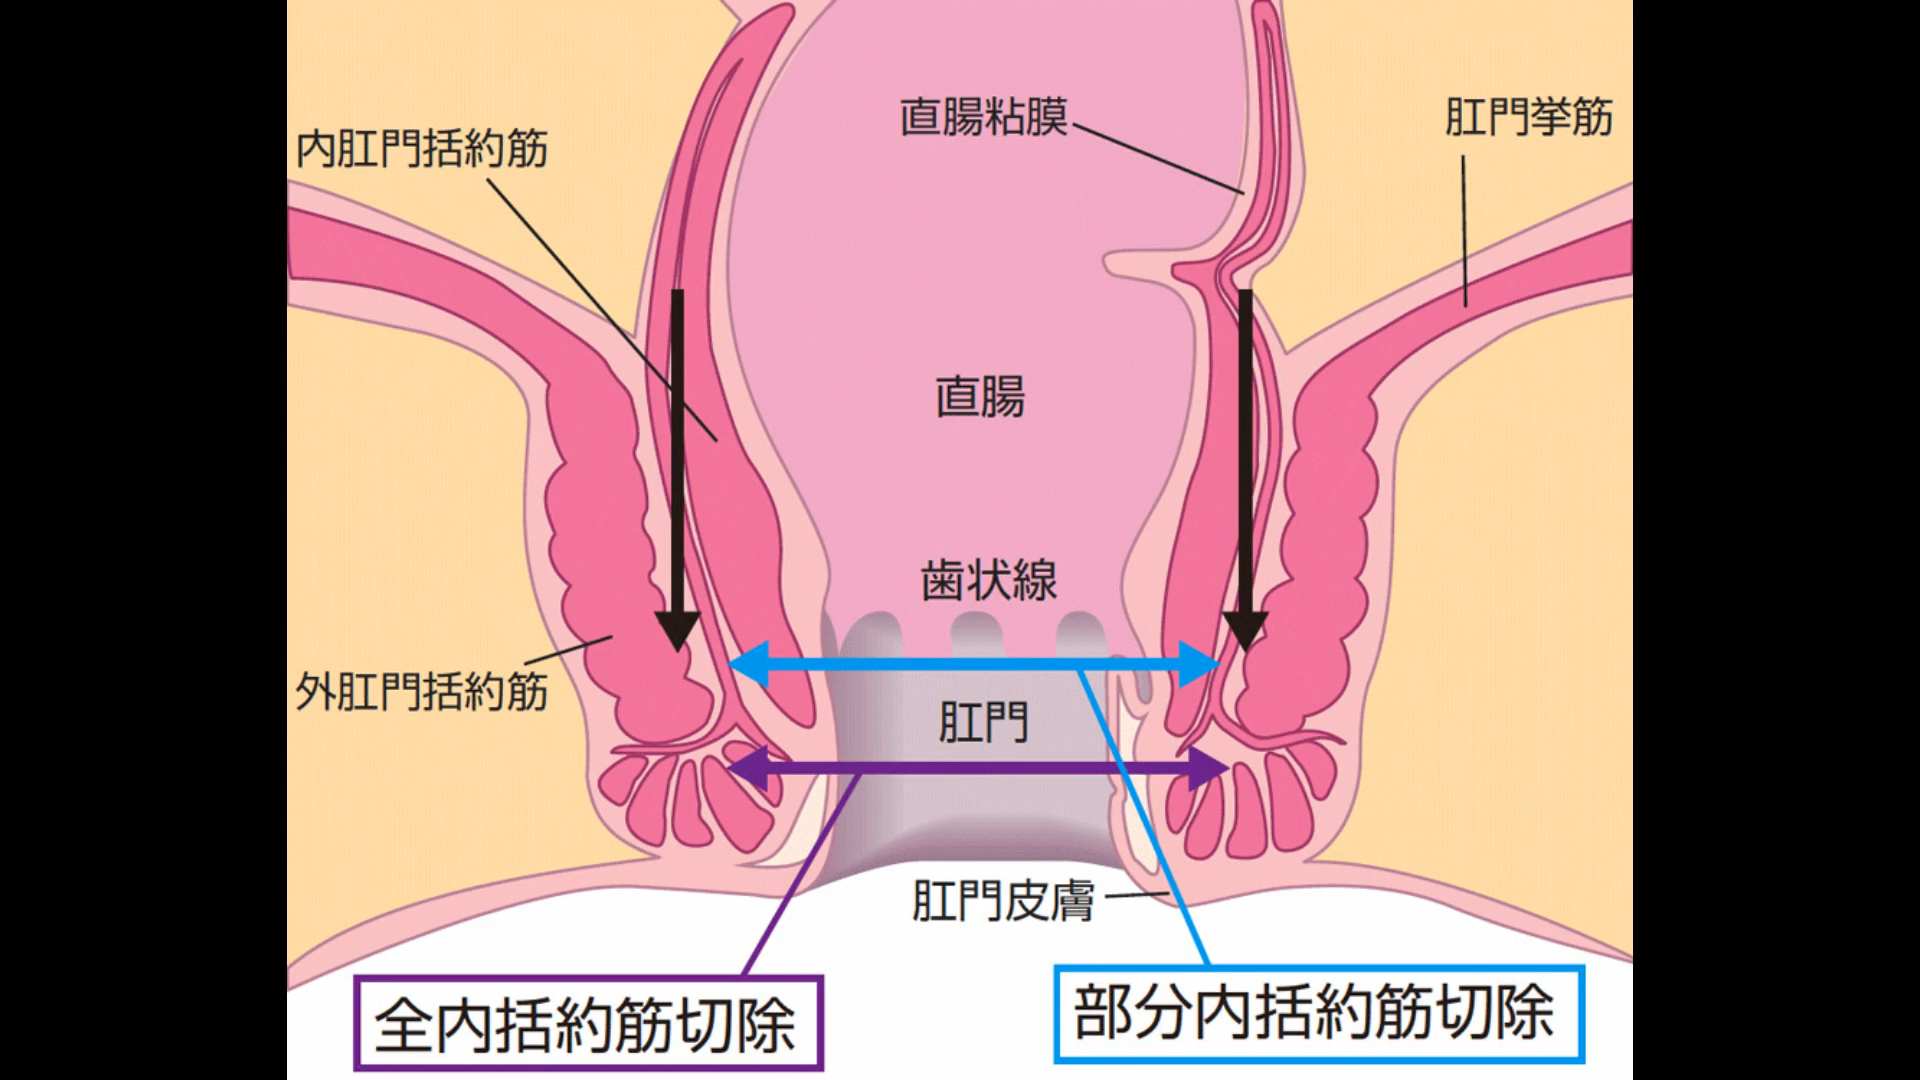 直腸粘膜
肛門挙筋
内肛門括約筋
直腸
歯状線
外肛門括約筋
肛門
肛門皮膚
全内括約筋切除
部分内括約筋切除